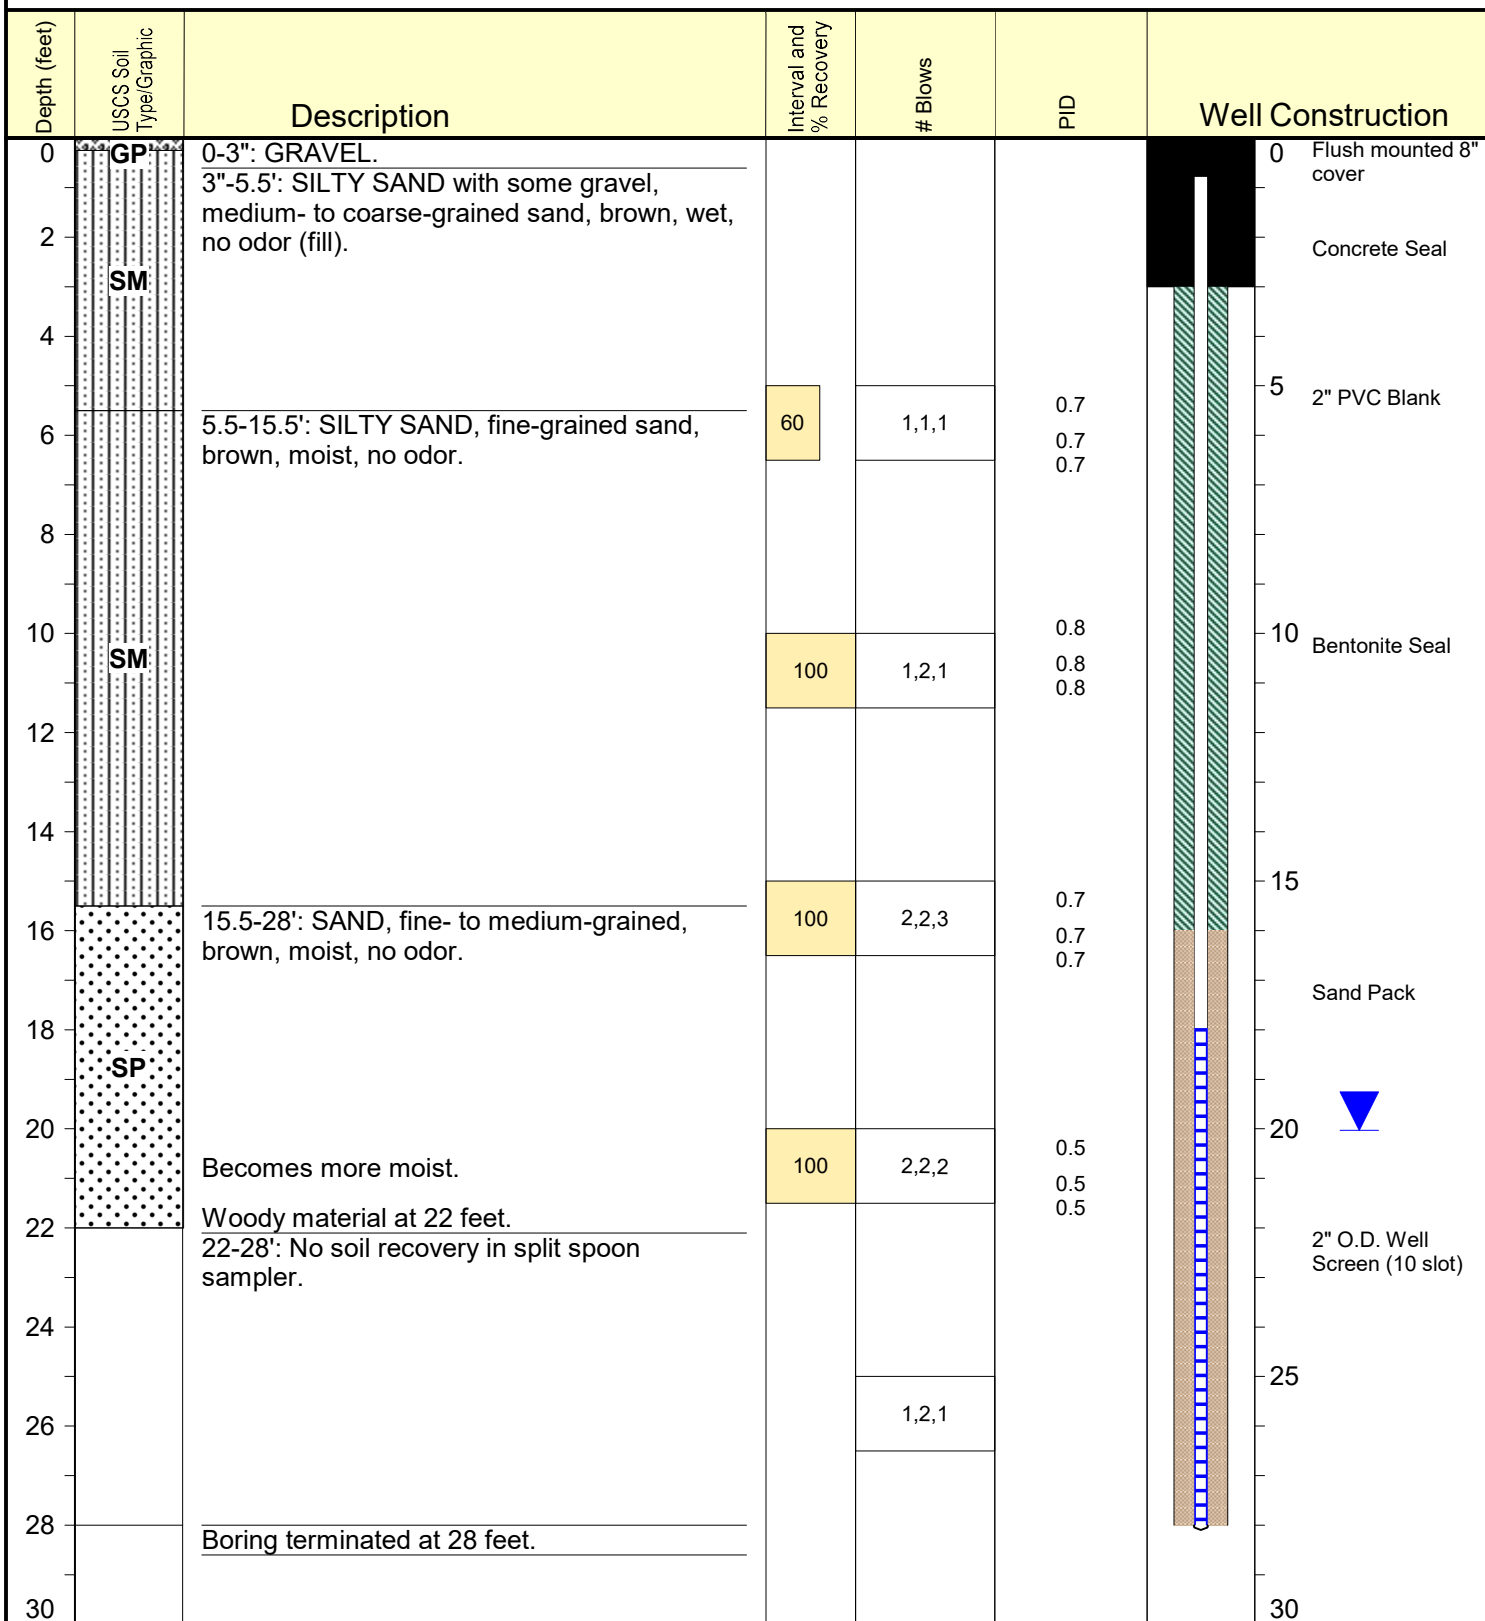 Depth (feet)
USCS Soil
Type/Graphic
Description
Interval and
% Recovery
# Blows
PID
Well Construction
0
GP
0-3": GRAVEL.
0
Flush mounted 8"
cover
3"-5.5': SILTY SAND with some gravel,
medium- to coarse-grained sand, brown, wet,
no odor (fill).
2
Concrete Seal
SM
4
5
2" PVC Blank
5.5-15.5': SILTY SAND, fine-grained sand,
brown, moist, no odor.
60
1,1,1
0.7
0.7
0.7
6
8
10
SM
100
1,2,1
0.8
0.8
0.8
10
Bentonite Seal
12
14
15
15.5-28': SAND, fine- to medium-grained,
brown, moist, no odor.
16
100
2,2,3
0.7
0.7
0.7
Sand Pack
18
SP
20
20
Becomes more moist.
100
2,2,2
0.5
0.5
0.5
Woody material at 22 feet.
22
22-28': No soil recovery in split spoon
sampler.
2" O.D. Well
Screen (10 slot)
24
25
26
1,2,1
28
Boring terminated at 28 feet.
30
30